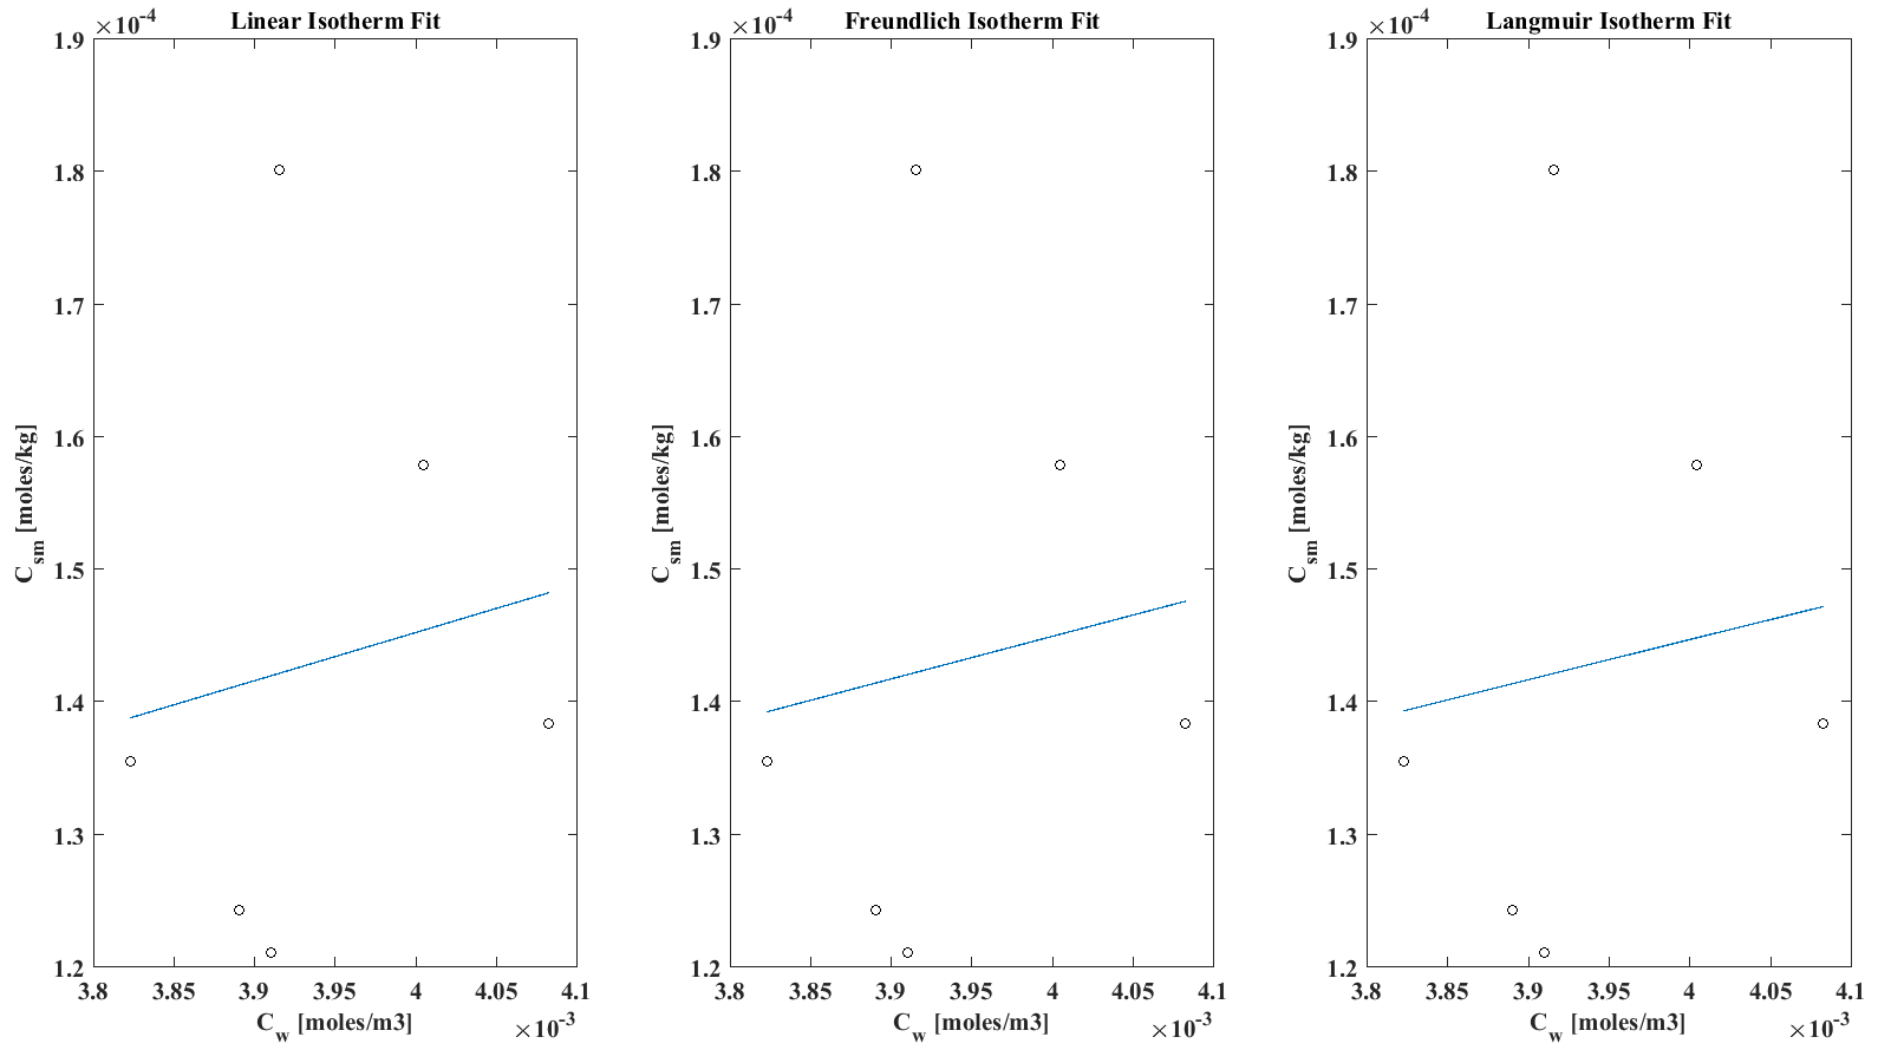 Linear Isotherm Fit
×10-4
1.9
1.8
1.7
1.6
1.5
1.4
1.3
1.2
Csm [moles/kg]
3.8 3.85 3.9 3.95 4 4.05 4.1
Cw [moles/m3]
×10-3
Freundlich Isotherm Fit
×10-4
1.9
1.8
1.7
1.6
1.5
1.4
1.3
1.2
Csm [moles/kg]
3.8 3.85 3.9 3.95 4 4.05 4.1
Cw [moles/m3]
×10-3
Langmuir Isotherm Fit
×10-4
1.9
1.8
1.7
1.6
1.5
1.4
1.3
1.2
Csm [moles/kg]
3.8 3.85 3.9 3.95 4 4.05 4.1
Cw [moles/m3]
×10-3